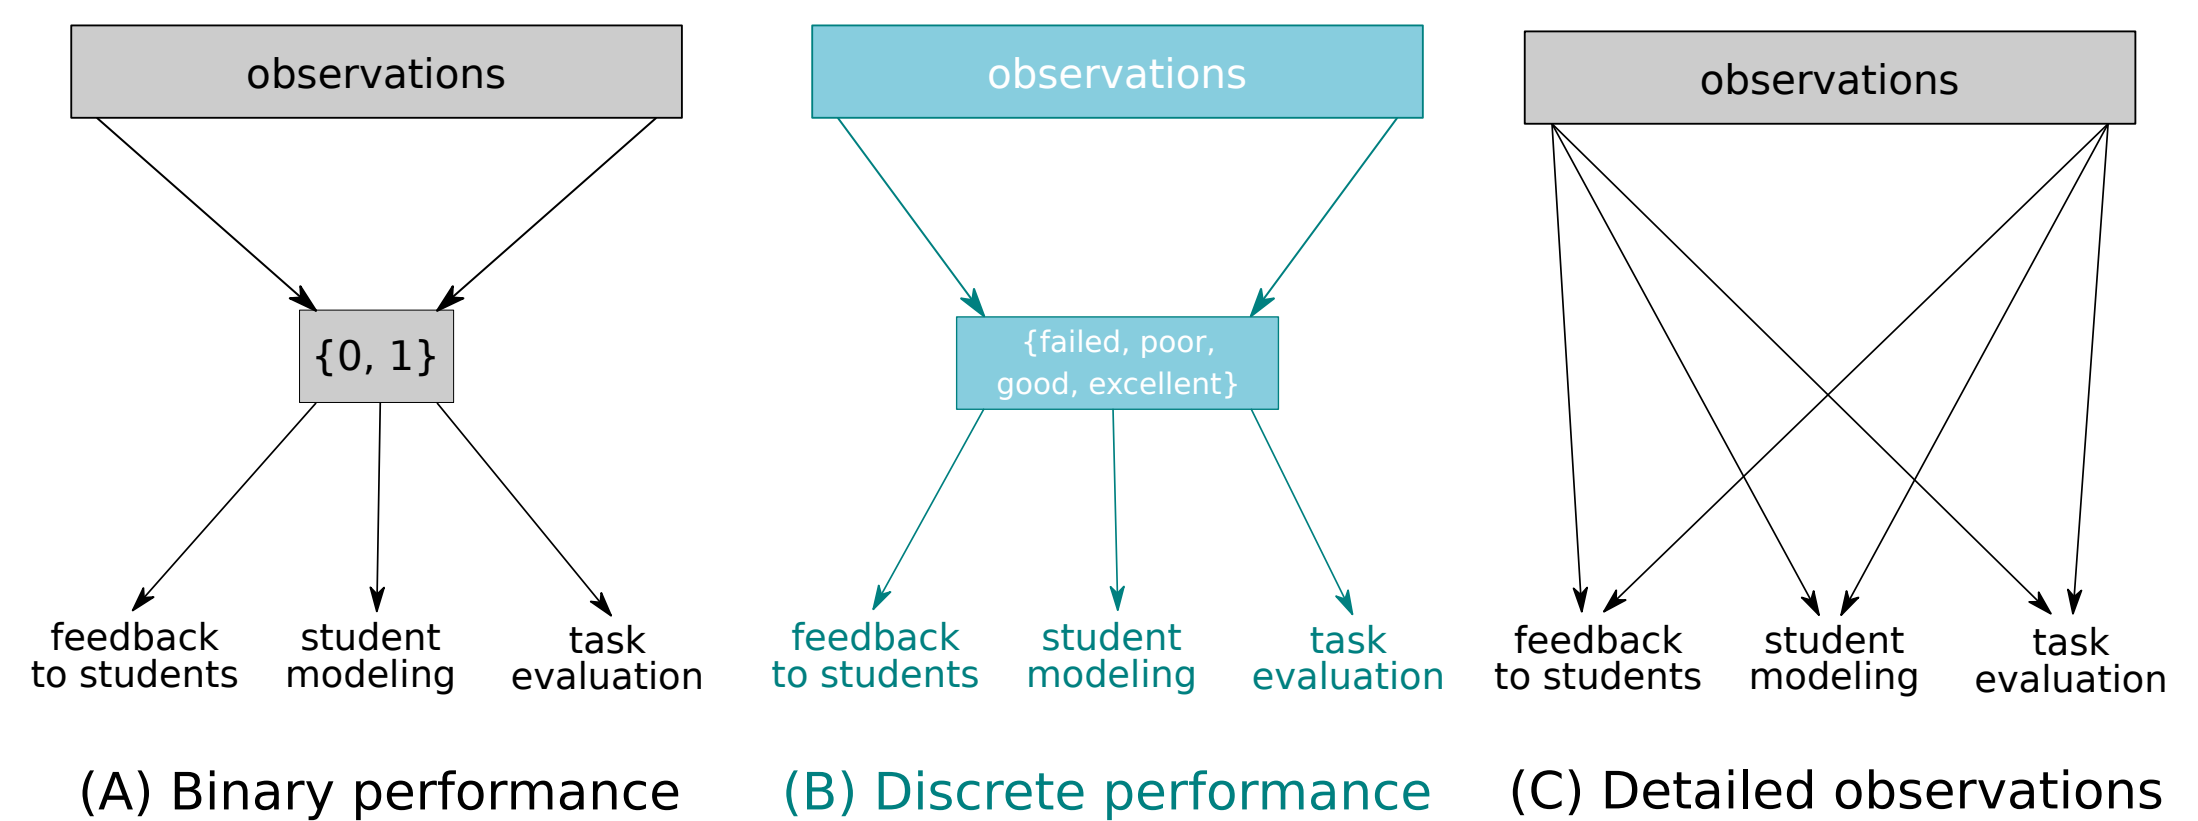 observations
{0, 1}
feedback
to students
student
modeling
task
evaluation
(A) Binary performance
observations
{failed, poor,
good, excellent}
feedback
to students
student
modeling
task
evaluation
(B) Discrete performance
observations
feedback
to students
student
modeling
task
evaluation
(C) Detailed observations